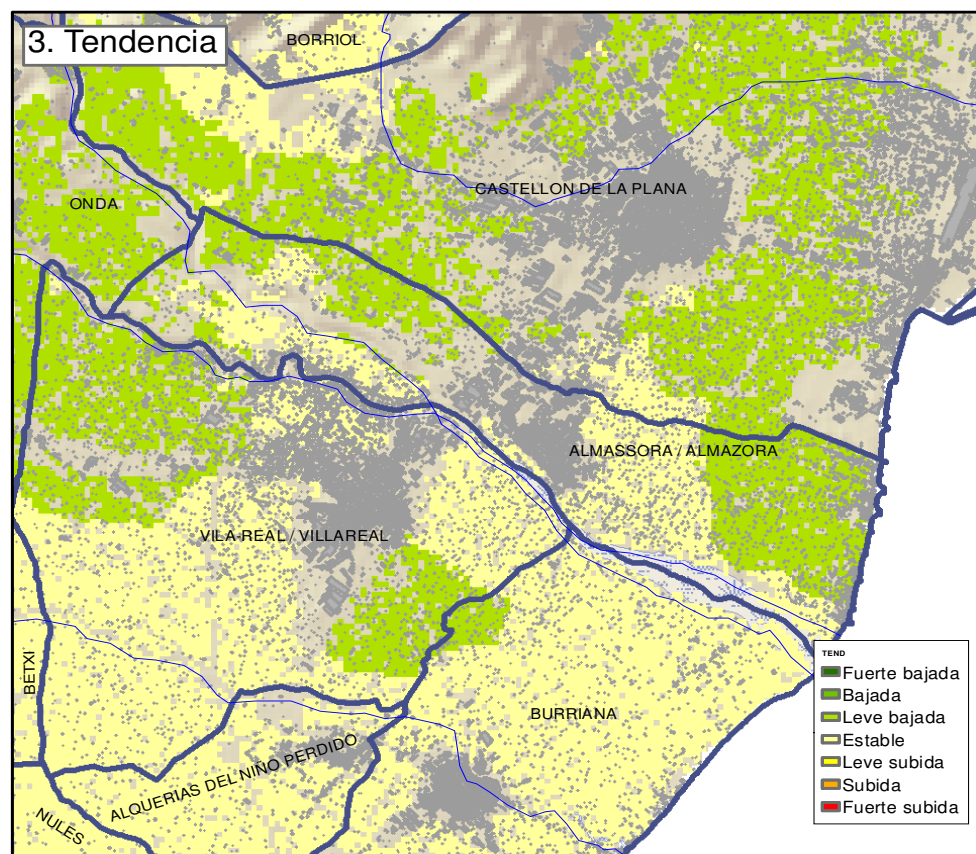 3. Tendencia
BORRIOL
CASTELLON DE LA PLANA
ONDA
ALMASSORA / ALMAZORA
VILA-REAL / VILLAREAL
BETXI
BURRIANA
ALQUERIAS DEL NIÑO PERDIDO
NULES
TEND
Fuerte bajada
Bajada
Leve bajada
Estable
Leve subida
Subida
Fuerte subida